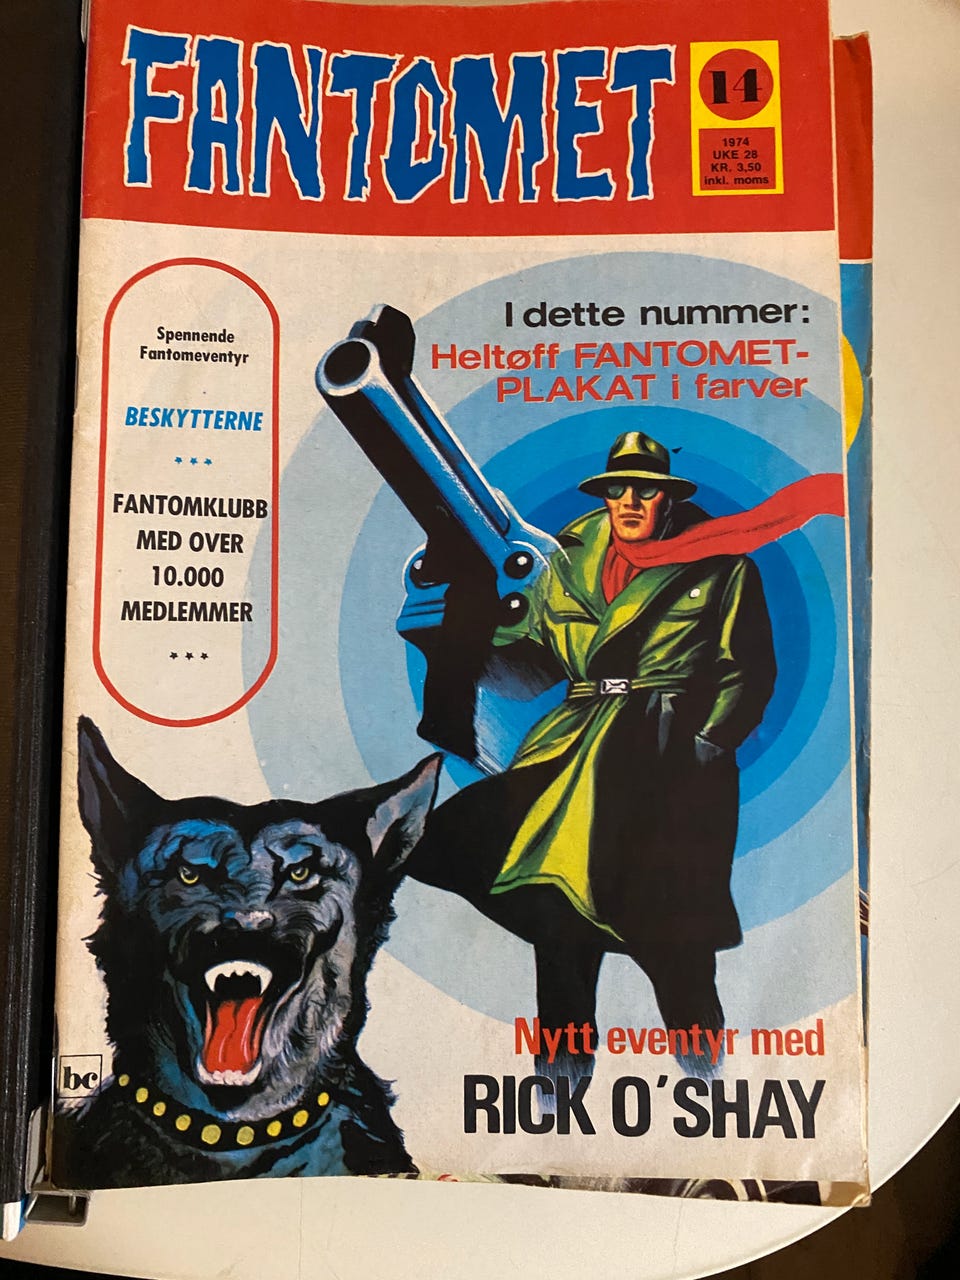 FANTOMET
14
1974
UKE 28
KR. 3,50
inkl. moms
I dette nummer:
Heltøff FANTOMET-
PLAKAT i farver
Spennende
Fantomeventyr
BESKYTTERNE
***
FANTOMKLUBB
MED OVER
10.000
MEDLEMMER
***
Nytt eventyr med
RICK O'SHAY
bc